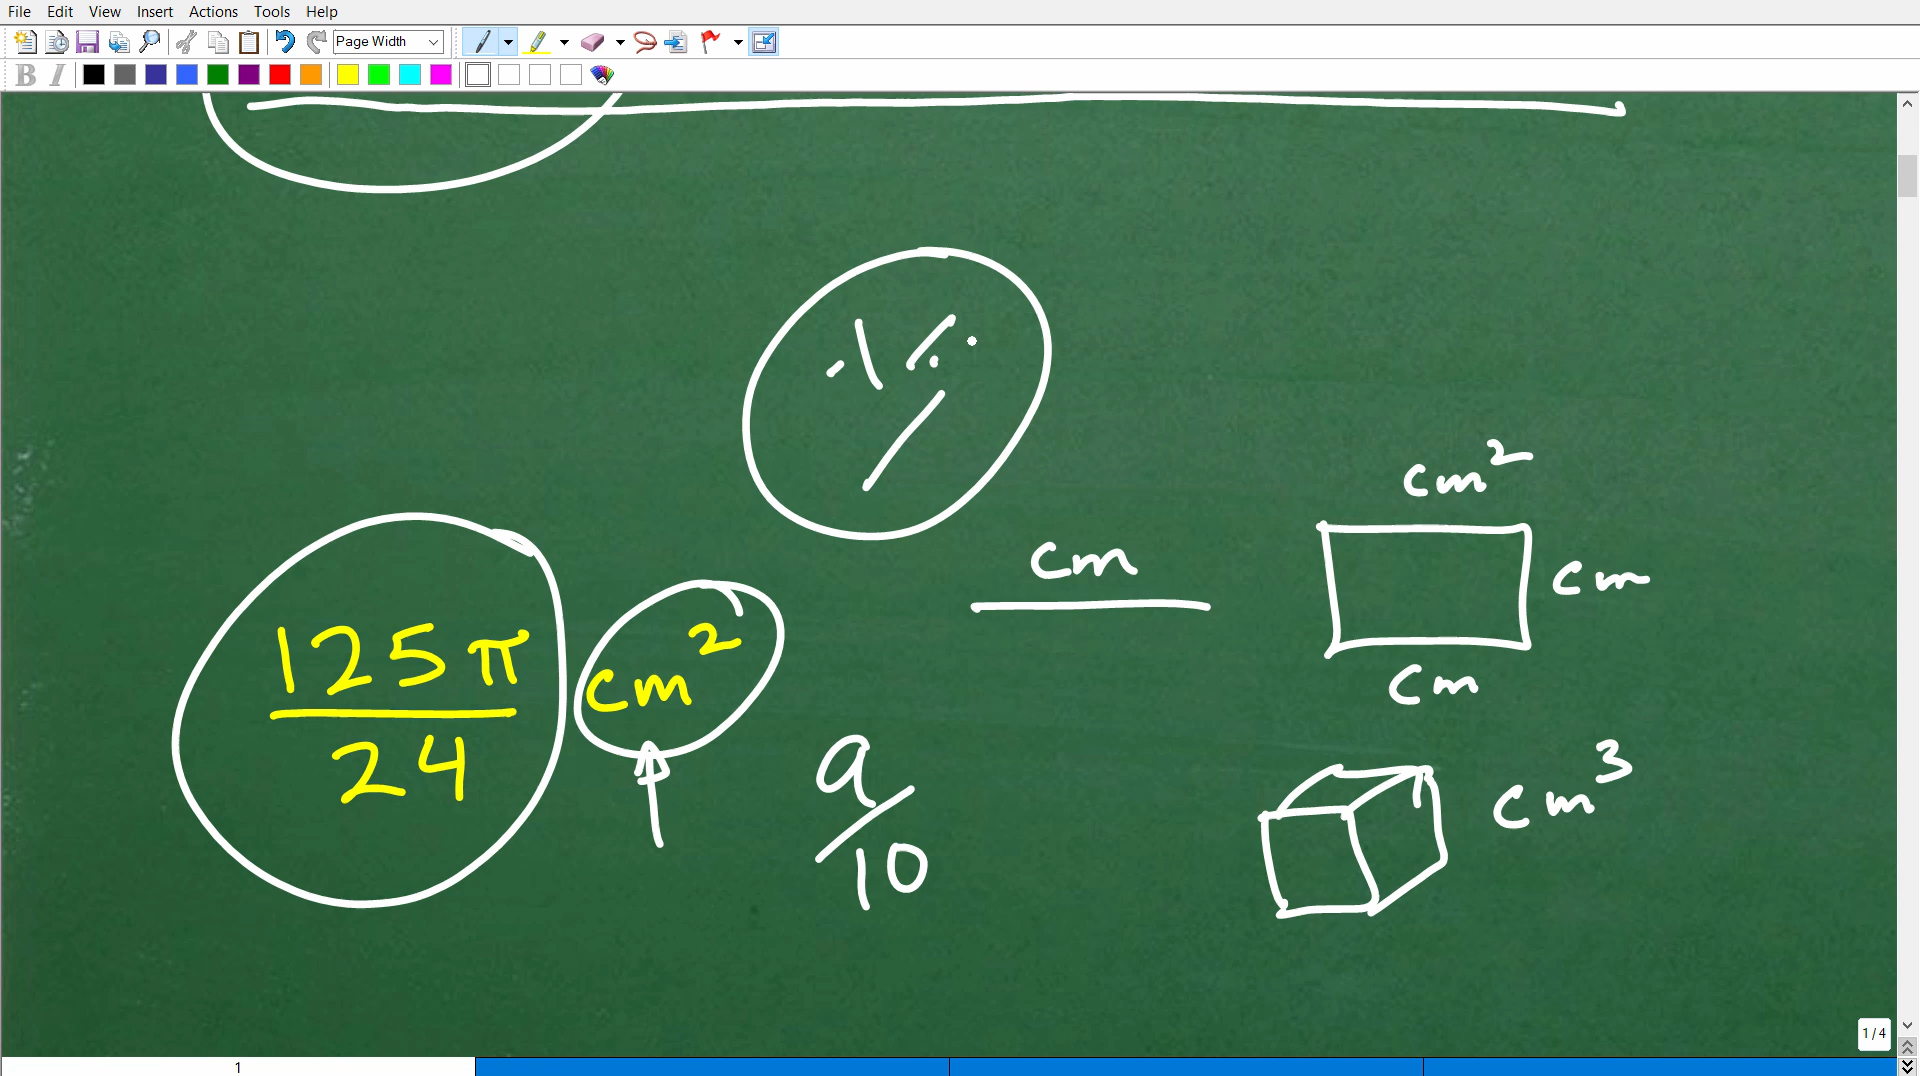 File Edit View Insert Actions Tools Help
Page Width
B I
cm²
cm
cm
125π
cm²
24
cm
cm³
9/10
1/4
1